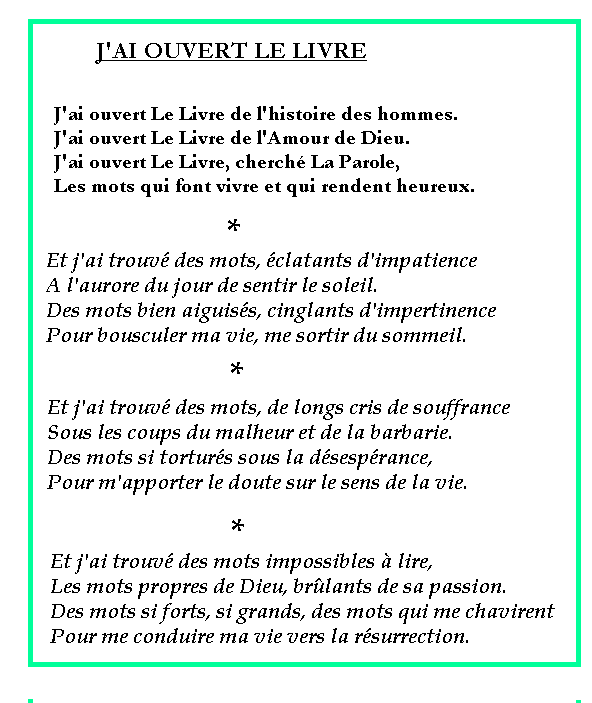 J'AI OUVERT LE LIVRE
J'ai ouvert Le Livre de l'histoire des hommes.
J'ai ouvert Le Livre de l'Amour de Dieu.
J'ai ouvert Le Livre, cherché La Parole,
Les mots qui font vivre et qui rendent heureux.
*
Et j'ai trouvé des mots, éclatants d'impatience
A l'aurore du jour de sentir le soleil.
Des mots bien aiguisés, cinglants d'impertinence
Pour bousculer ma vie, me sortir du sommeil.
*
Et j'ai trouvé des mots, de longs cris de souffrance
Sous les coups du malheur et de la barbarie.
Des mots si torturés sous la désespérance,
Pour m'apporter le doute sur le sens de la vie.
*
Et j'ai trouvé des mots impossibles à lire,
Les mots propres de Dieu, brûlants de sa passion.
Des mots si forts, si grands, des mots qui me chavirent
Pour me conduire ma vie vers la résurrection.